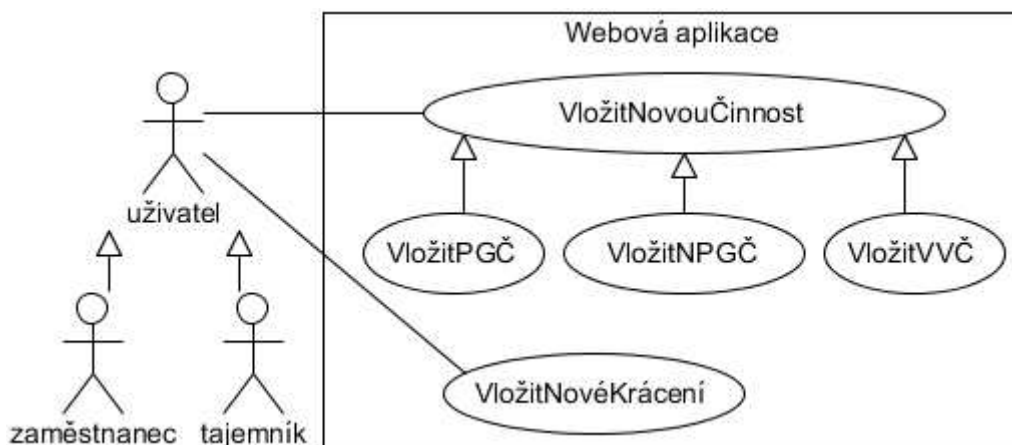 Webová aplikace
VložitNovouČinnost
uživatel
VložitPGČ
VložitNPGČ
VložitVVČ
VložitNovéKrácení
zaměstnanec
tajemník